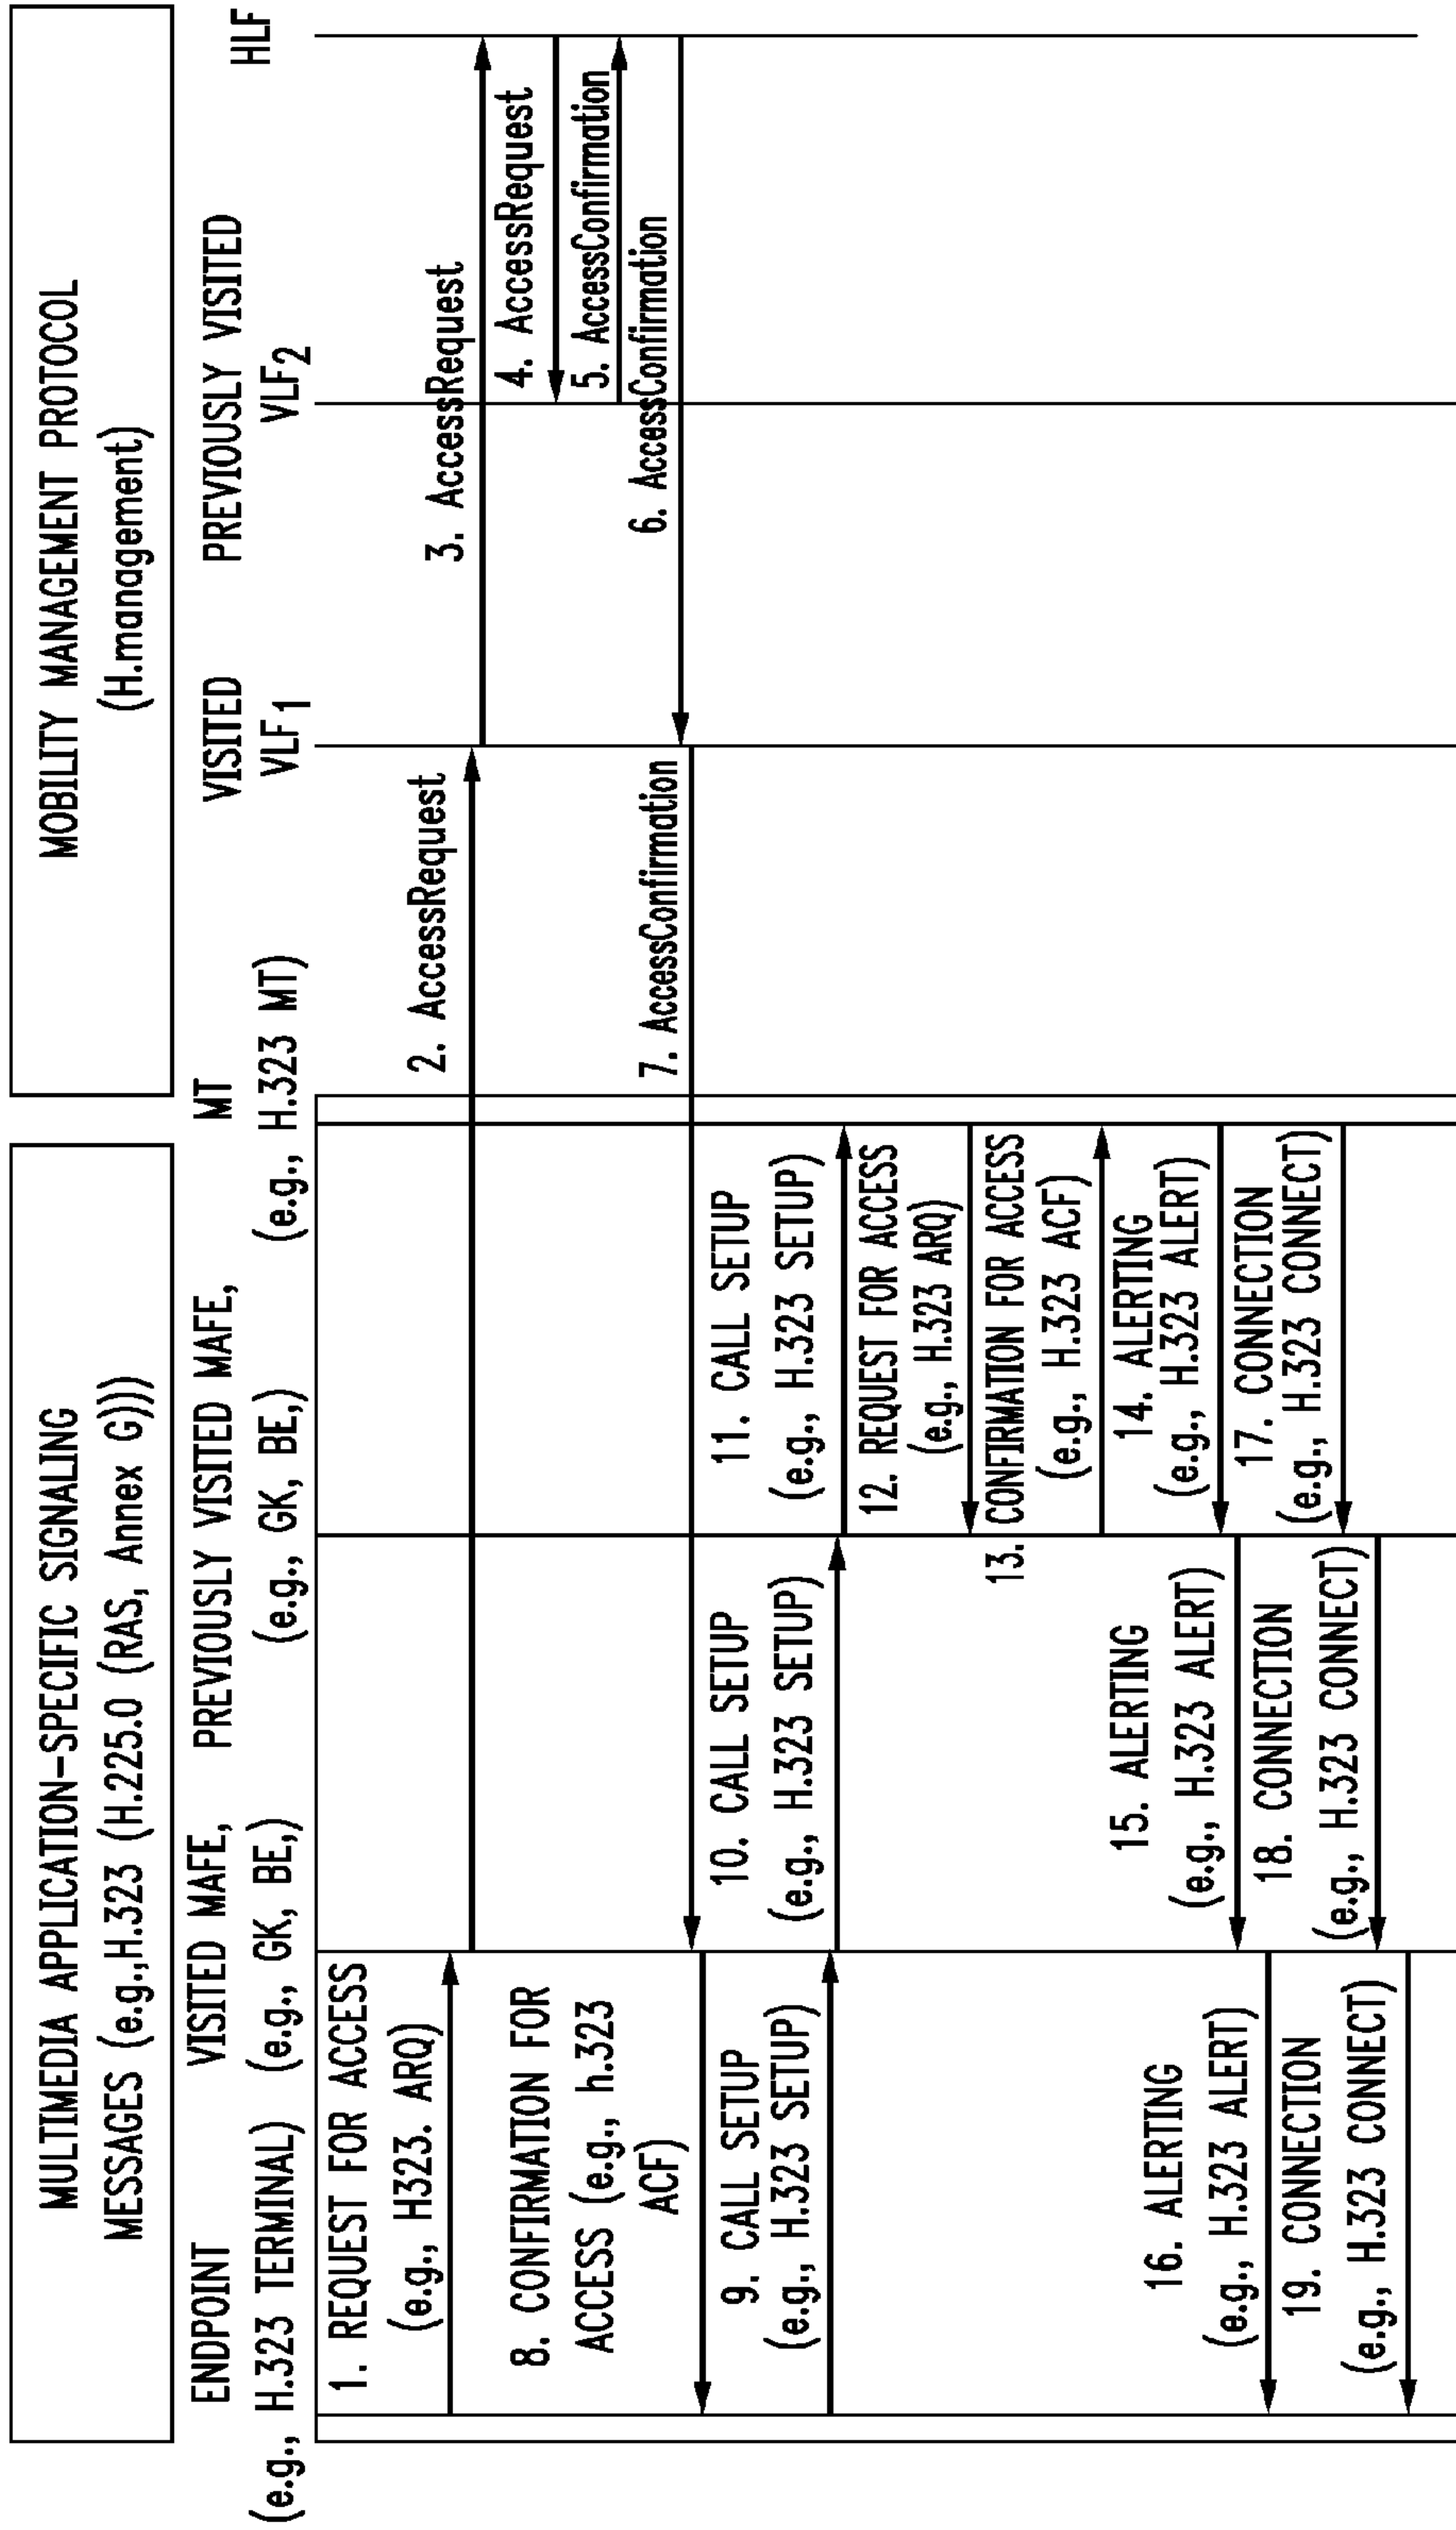 MULTIMEDIA APPLICATION-SPECIFIC SIGNALING
MESSAGES (e.g.,H.323 (H.225.0 (RAS, Annex G)))
MOBILITY MANAGEMENT PROTOCOL
(H.management)
ENDPOINT
(e.g., H.323 TERMINAL)
VISITED MAFE,
(e.g., GK, BE,)
PREVIOUSLY VISITED MAFE,
(e.g., GK, BE,)
MT
(e.g., H.323 MT)
VISITED
VLF1
PREVIOUSLY VISITED
VLF2
HLF
1. REQUEST FOR ACCESS
(e.g., H323. ARQ)
2. AccessRequest
3. AccessRequest
4. AccessRequest
5. AccessConfirmation
6. AccessConfirmation
7. AccessConfirmation
8. CONFIRMATION FOR
ACCESS (e.g., h.323
ACF)
9. CALL SETUP
(e.g., H.323 SETUP)
10. CALL SETUP
(e.g., H.323 SETUP)
11. CALL SETUP
(e.g., H.323 SETUP)
12. REQUEST FOR ACCESS
(e.g., H.323 ARQ)
13. CONFIRMATION FOR ACCESS
(e.g., H.323 ACF)
14. ALERTING
(e.g., H.323 ALERT)
15. ALERTING
(e.g., H.323 ALERT)
16. ALERTING
(e.g., H.323 ALERT)
17. CONNECTION
(e.g., H.323 CONNECT)
18. CONNECTION
(e.g., H.323 CONNECT)
19. CONNECTION
(e.g., H.323 CONNECT)